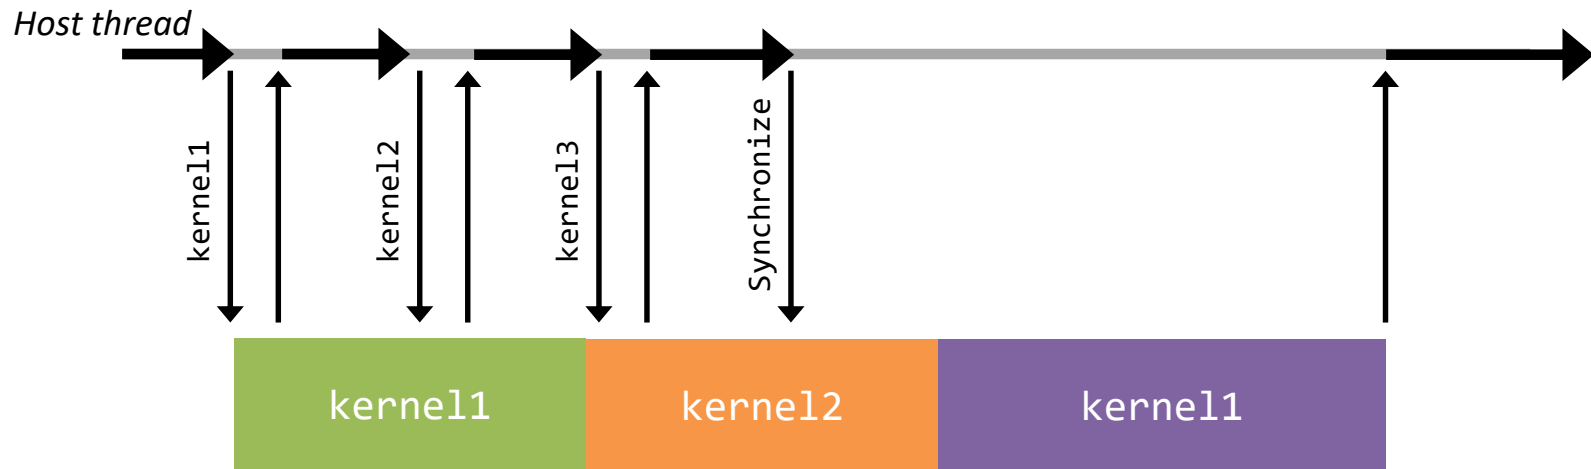 Host thread
kernel1
kernel2
kernel3
Synchronize
kernel1
kernel2
kernel1